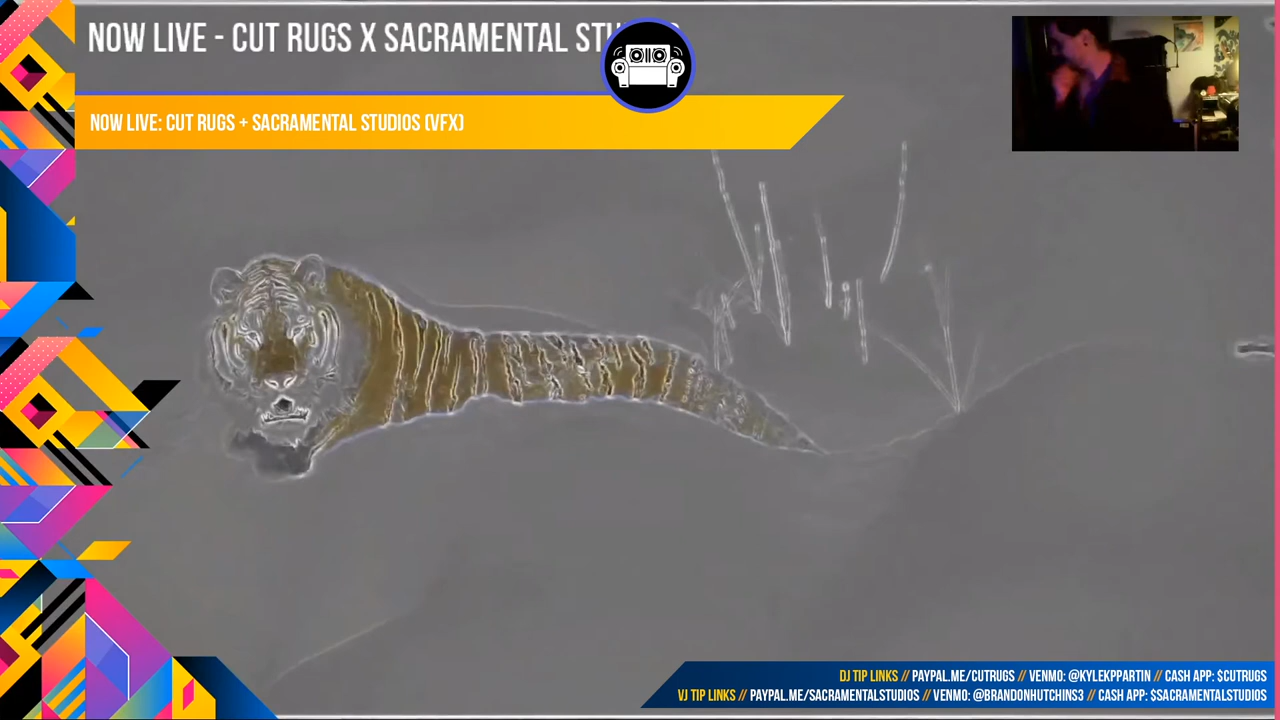 NOW LIVE - CUT RUGS X SACRAMENTAL
NOW LIVE: CUT RUGS + SACRAMENTAL STUDIOS (VFX)
DJ TIP LINKS // PAYPAL.ME/CUTRUGS // VENMO: @KYLEKPPARTIN // CASH APP: $CUTRUGS
VJ TIP LINKS // PAYPAL.ME/SACRAMENTALSTUDIOS // VENMO: @BRANDONHUTCHINS3 // CASH APP: $SACRAMENTALSTUDIOS